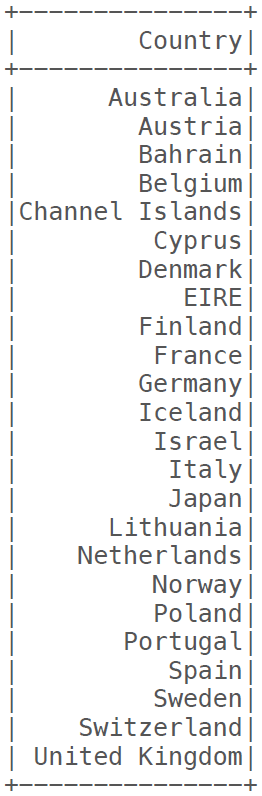 +---------------+
|        Country|
+---------------+
|      Australia|
|        Austria|
|        Bahrain|
|        Belgium|
|Channel Islands|
|         Cyprus|
|        Denmark|
|           EIRE|
|        Finland|
|         France|
|        Germany|
|        Iceland|
|         Israel|
|          Italy|
|          Japan|
|      Lithuania|
|    Netherlands|
|         Norway|
|         Poland|
|       Portugal|
|          Spain|
|         Sweden|
|    Switzerland|
| United Kingdom|
+---------------+